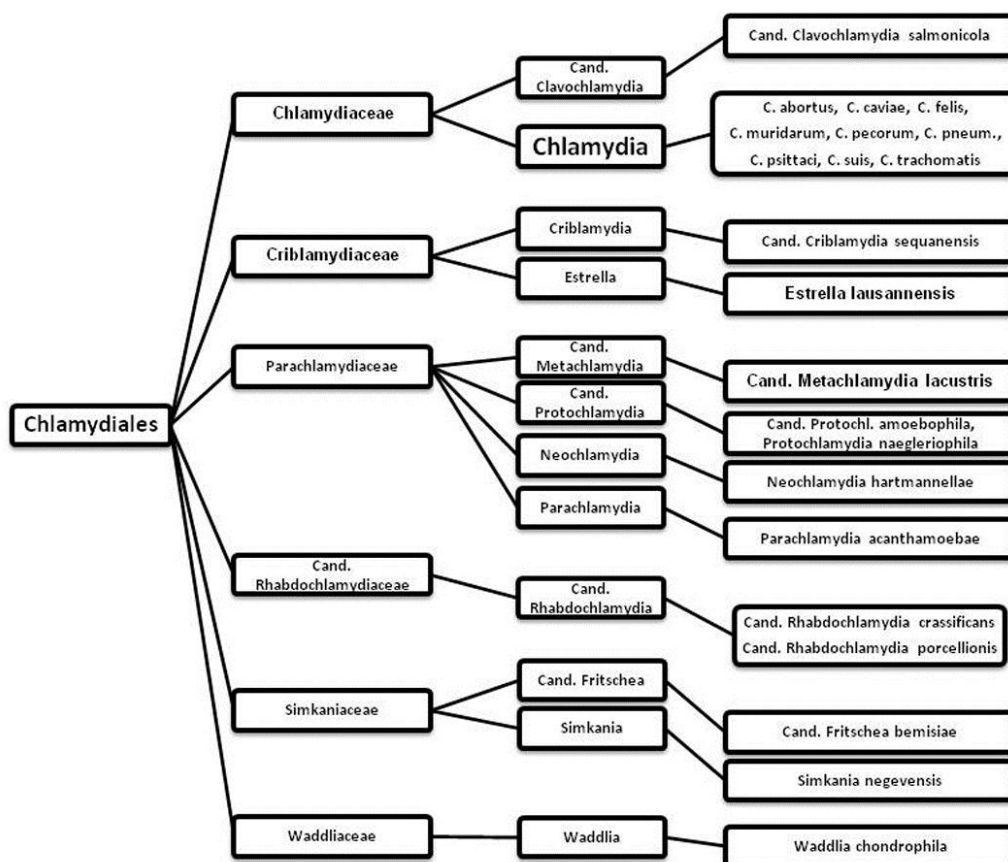 Chlamydiales
Chlamydiaceae
Cand.
Clavochlamydia
Cand. Clavochlamydia salmonicola
Chlamydia
C. abortus, C. caviae, C. felis,
C. muridarum, C. pecorum, C. pneum.,
C. psittaci, C. suis, C. trachomatis
Criblamydiaceae
Criblamydia
Cand. Criblamydia sequanensis
Estrella
Estrella lausannensis
Parachlamydiaceae
Cand.
Metachlamydia
Cand. Metachlamydia lacustris
Cand.
Protochlamydia
Cand. Protochl. amoebophila,
Protochlamydia naegleriophila
Neochlamydia
Neochlamydia hartmannellae
Parachlamydia
Parachlamydia acanthamoebae
Cand.
Rhabdochlamydiaceae
Cand.
Rhabdochlamydia
Cand. Rhabdochlamydia crassificans
Cand. Rhabdochlamydia porcellionis
Simkaniaceae
Cand. Fritschea
Cand. Fritschea bemisiae
Simkania
Simkania negevensis
Waddliaceae
Waddlia
Waddlia chondrophila